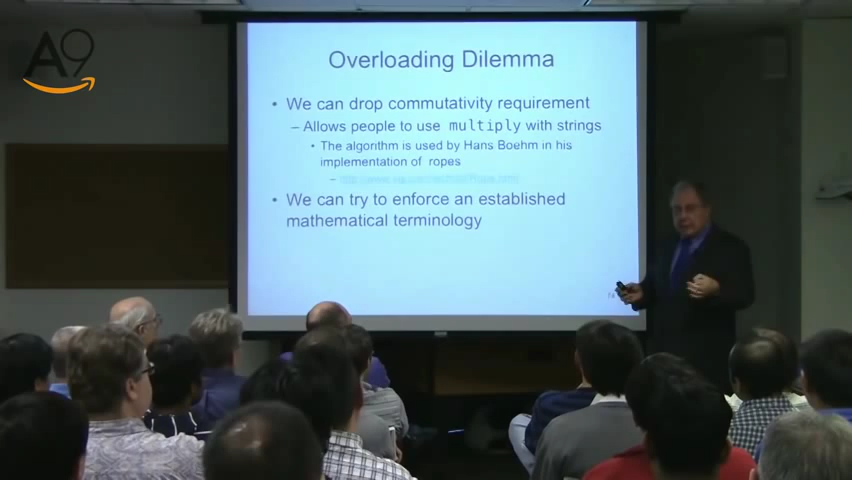 A9
Overloading Dilemma
• We can drop commutativity requirement
– Allows people to use multiply with strings
• The algorithm is used by Hans Boehm in his
implementation of ropes
• We can try to enforce an established
mathematical terminology